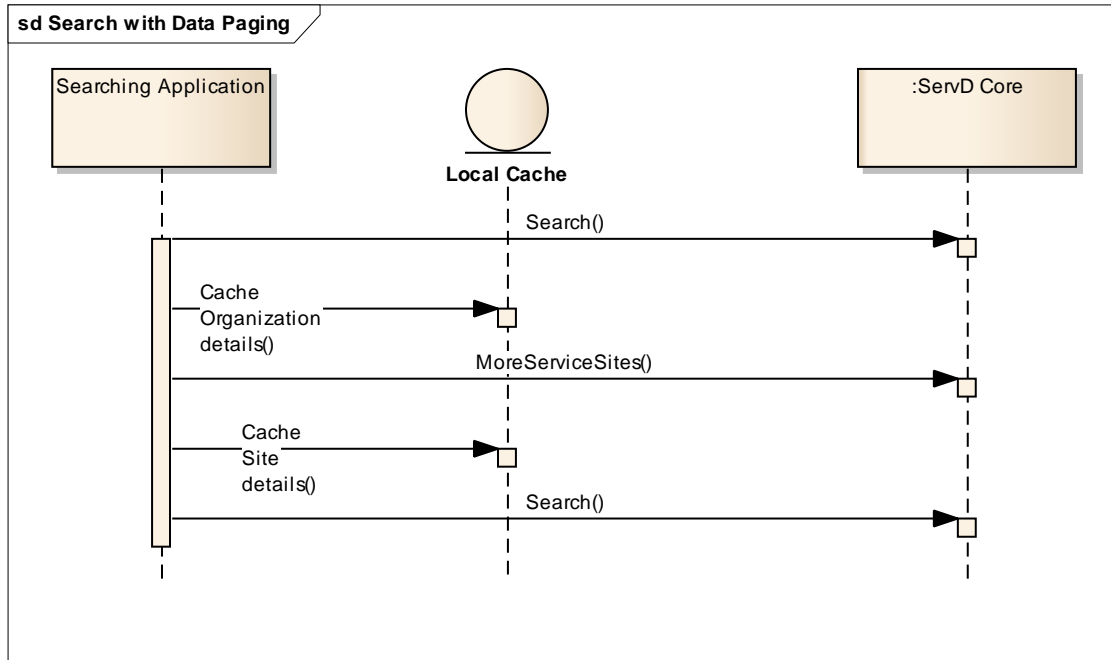 sd Search with Data Paging
Searching Application
:ServD Core
Local Cache
Search()
Cache
Organization
details()
MoreServiceSites()
Cache
Site
details()
Search()